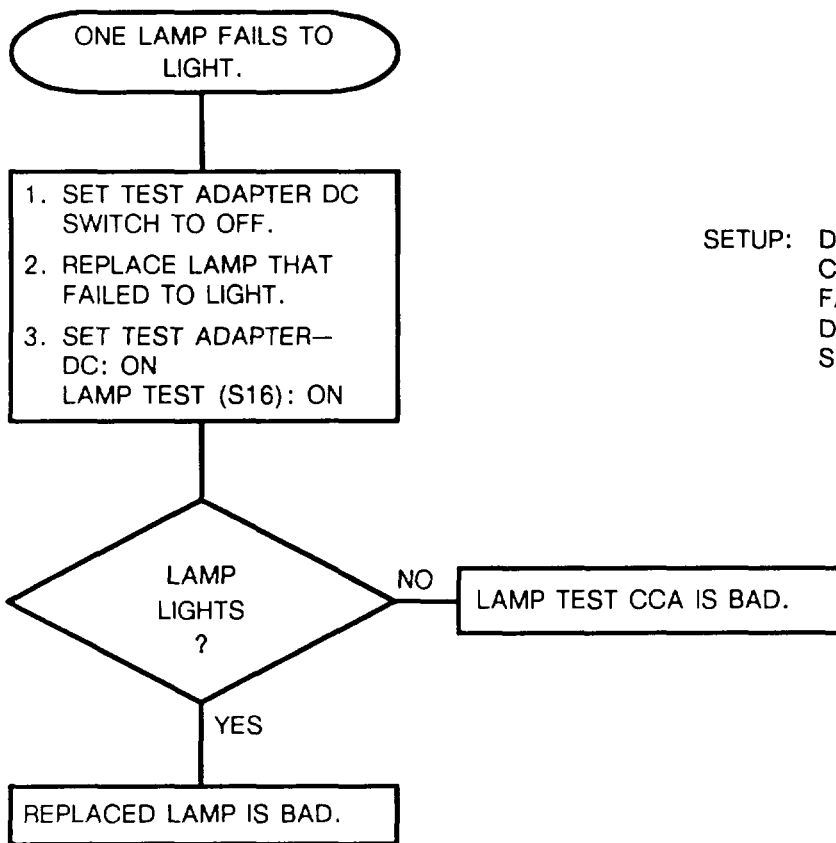 ONE LAMP FAILS TO
LIGHT.
1. SET TEST ADAPTER DC
SWITCH TO OFF.
2. REPLACE LAMP THAT
FAILED TO LIGHT.
3. SET TEST ADAPTER—
DC: ON
LAMP TEST (S16): ON
SETUP:
LAMP
LIGHTS
?
NO
LAMP TEST CCA IS BAD.
YES
REPLACED LAMP IS BAD.